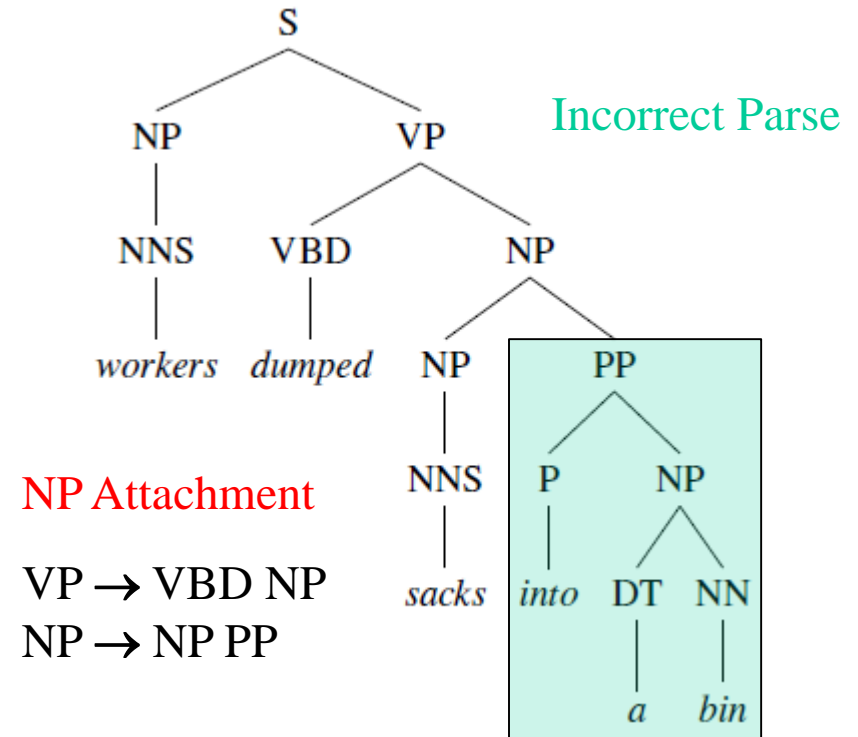 S
Incorrect Parse
NP VP
NNS VBD NP
workers dumped NP PP
NP Attachment
NNS P NP
VP → VBD NP
sacks into DT NN
NP → NP PP
a bin